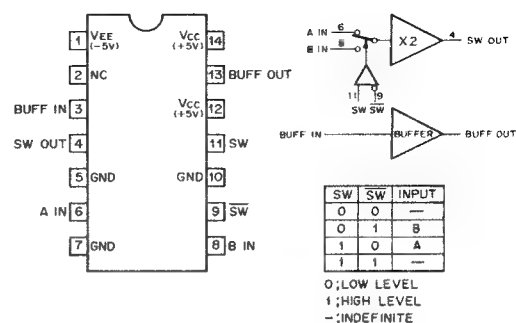 1 VEE (-5V)
VCC (+5V) 14
2 NC
13 BUFF OUT
BUFF IN 3
VCC (+5V) 12
SW OUT 4
11 SW
5 GND
GND 10
A IN 6
9 S̅W̅
7 GND
8 B IN
A IN 6
B IN 8
X2
4 SW OUT
11 9
SW S̅W̅
BUFF IN
BUFFER
BUFF OUT
SW S̅W̅ INPUT
0 0 —
0 1 B
1 0 A
1 1 —
0;LOW LEVEL
1;HIGH LEVEL
-;INDEFINITE